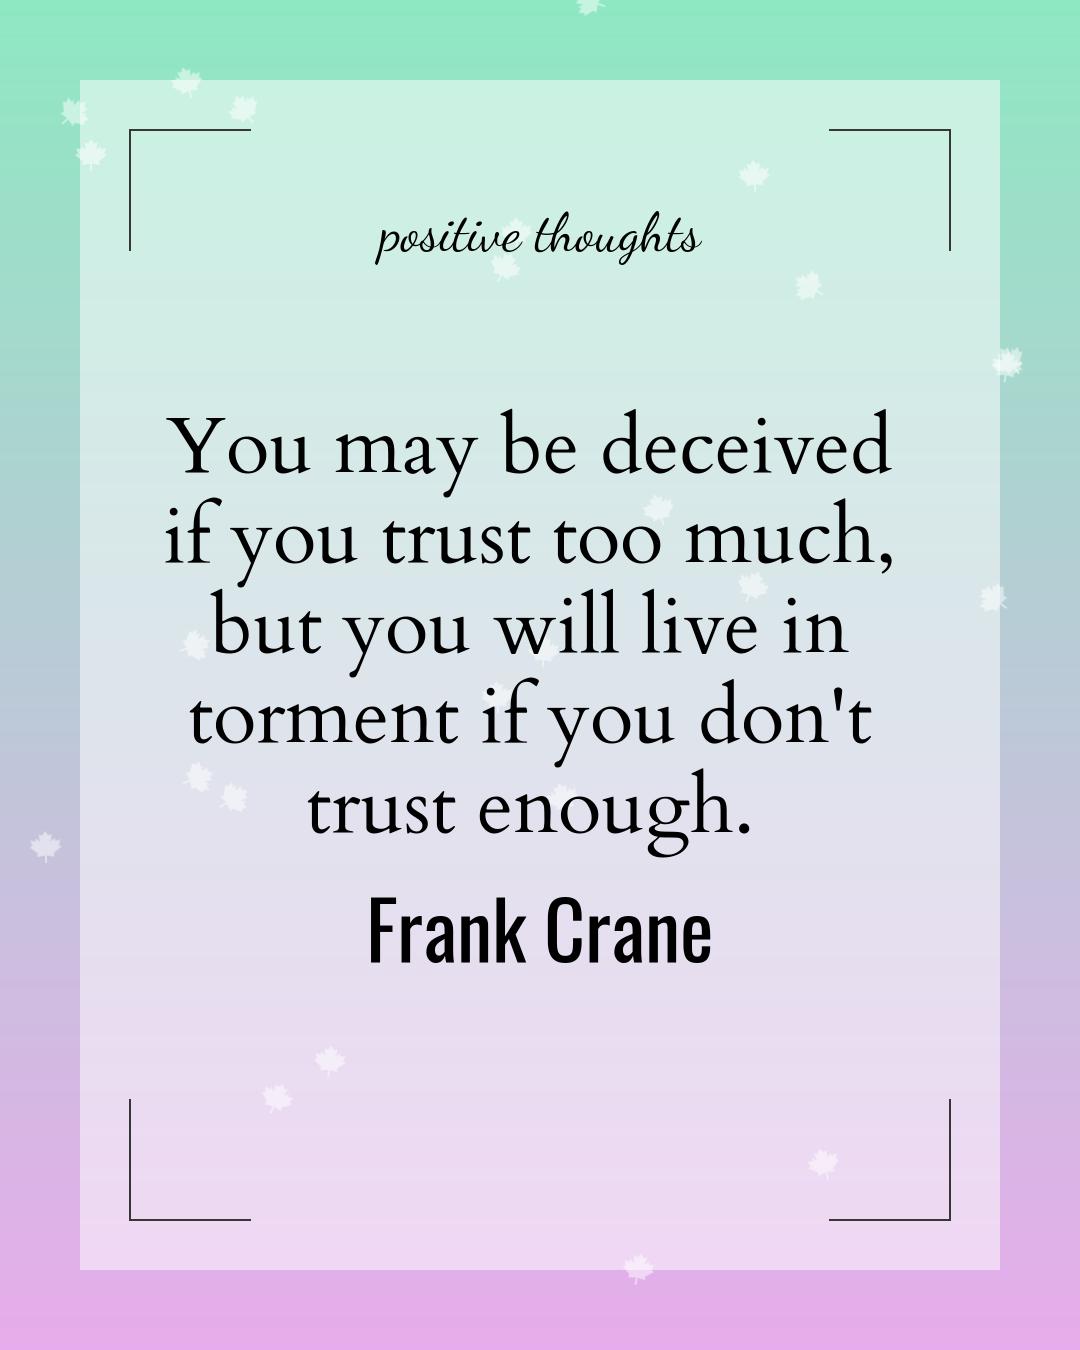 positive thoughts
You may be deceived
if you trust too much,
but you will live in
torment if you don't
trust enough.
Frank Crane